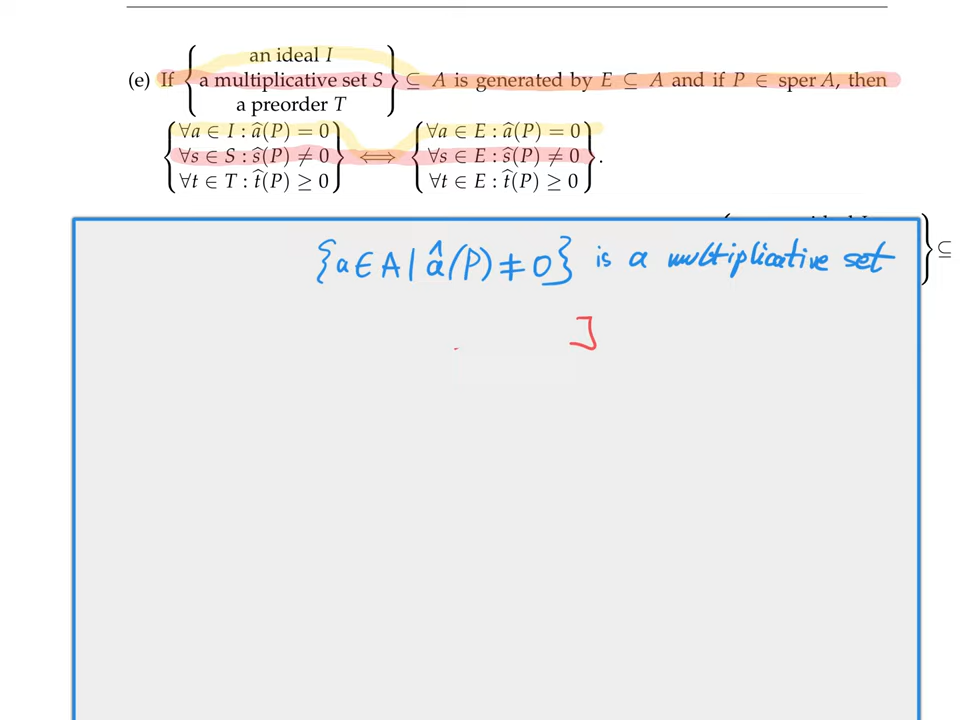 (e) If { an ideal I
a multiplicative set S
a preorder T } ⊆ A is generated by E ⊆ A and if P ∈ sper A, then
{ ∀a ∈ I : â(P) = 0
∀s ∈ S : ŝ(P) ≠ 0
∀t ∈ T : t̂(P) ≥ 0 } ⟺ { ∀a ∈ E : â(P) = 0
∀s ∈ E : ŝ(P) ≠ 0
∀t ∈ E : t̂(P) ≥ 0 }.
} ⊆
{a ∈ A | â(P) ≠ 0} is a multiplicative set